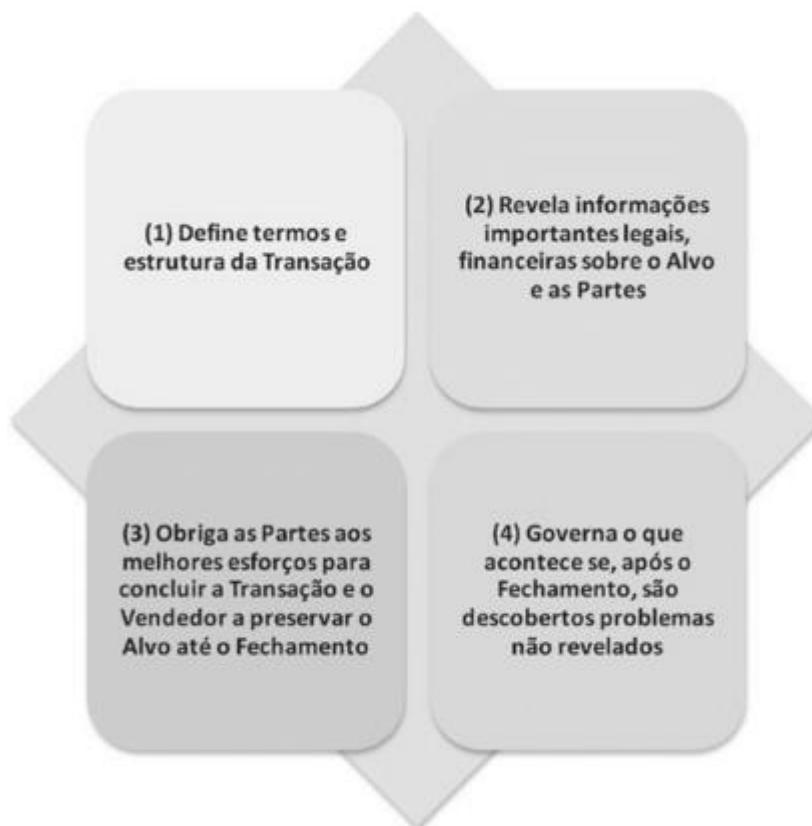 (1) Define termos e
estrutura da Transação
(2) Revela informações
importantes legais,
financeiras sobre o Alvo
e as Partes
(3) Obriga as Partes aos
melhores esforços para
concluir a Transação e o
Vendedor a preservar o
Alvo até o Fechamento
(4) Governa o que
acontece se, após o
Fechamento, são
descobertos problemas
não revelados